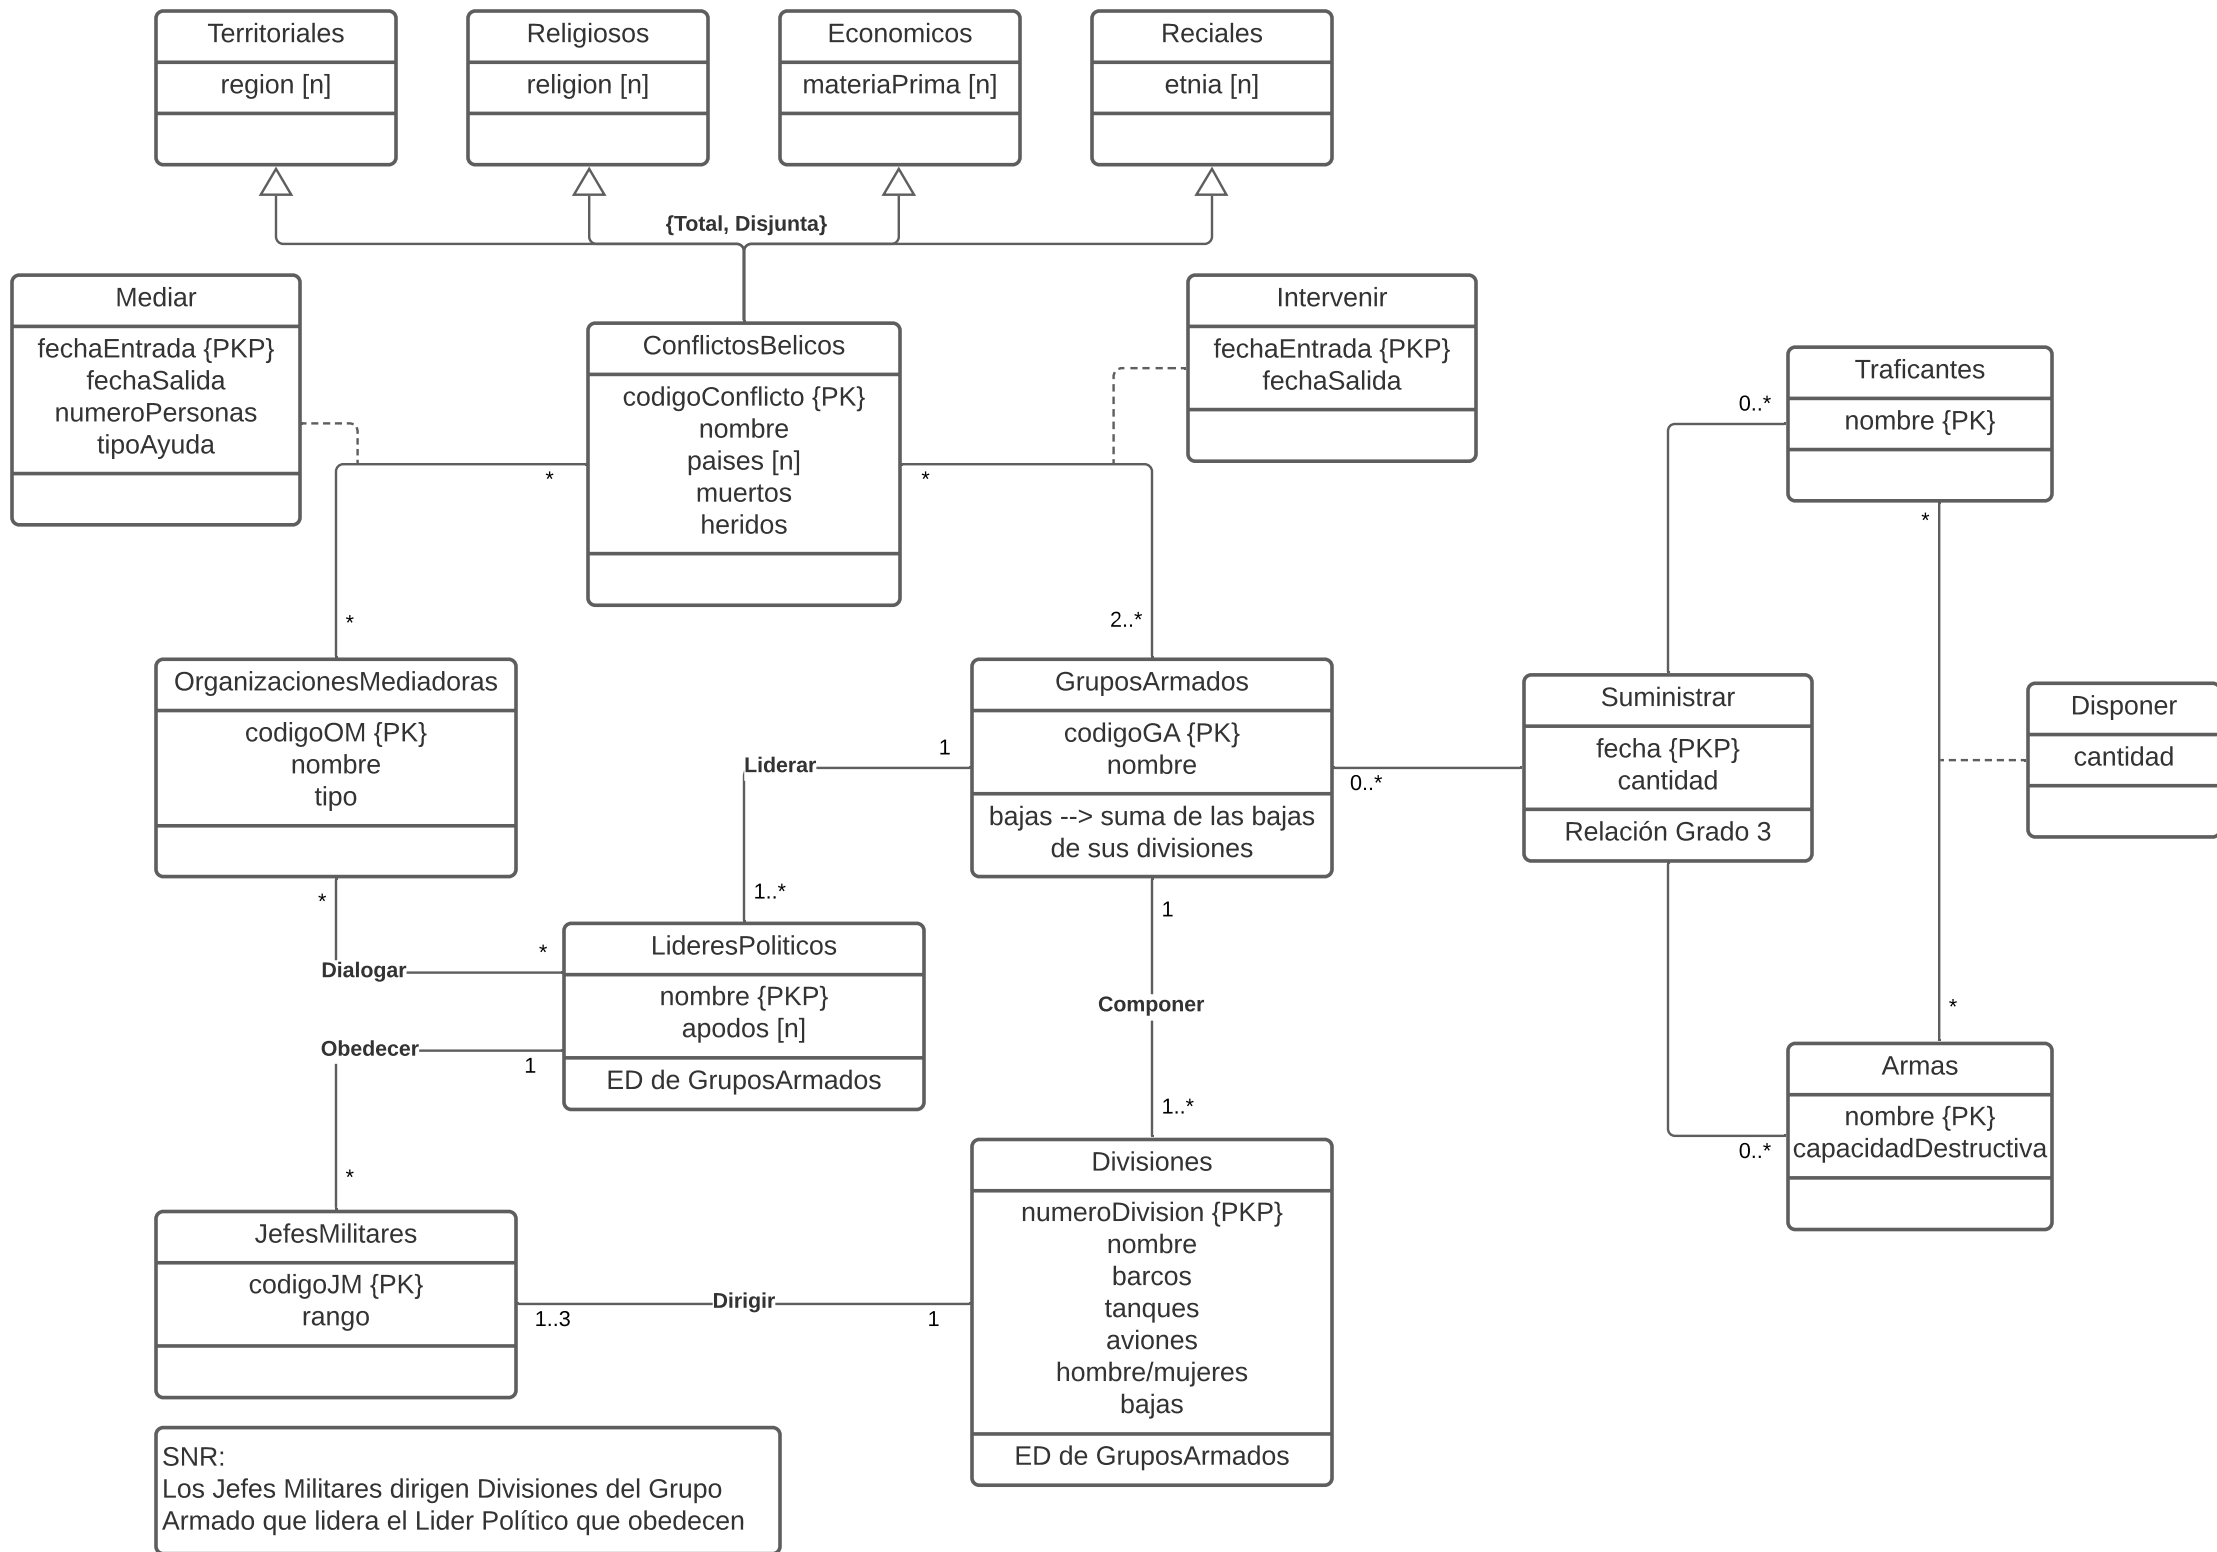 Territoriales
region [n]
Religiosos
religion [n]
Economicos
materiaPrima [n]
Reciales
etnia [n]
{Total, Disjunta}
Mediar
fechaEntrada {PKP}
fechaSalida
numeroPersonas
tipoAyuda
ConflictosBelicos
codigoConflicto {PK}
nombre
paises [n]
muertos
heridos
Intervenir
fechaEntrada {PKP}
fechaSalida
Traficantes
nombre {PK}
0..*
*
*
*
*
2..*
OrganizacionesMediadoras
codigoOM {PK}
nombre
tipo
GruposArmados
codigoGA {PK}
nombre
bajas --> suma de las bajas
de sus divisiones
Suministrar
fecha {PKP}
cantidad
Relación Grado 3
Disponer
cantidad
Liderar
1
0..*
1..*
*
*
Dialogar
1
LideresPoliticos
nombre {PKP}
apodos [n]
ED de GruposArmados
Componer
*
Obedecer
1
1..*
*
Armas
nombre {PK}
capacidadDestructiva
0..*
JefesMilitares
codigoJM {PK}
rango
Divisiones
numeroDivision {PKP}
nombre
barcos
tanques
aviones
hombre/mujeres
bajas
ED de GruposArmados
Dirigir
1..3
1
SNR:
Los Jefes Militares dirigen Divisiones del Grupo
Armado que lidera el Lider Político que obedecen